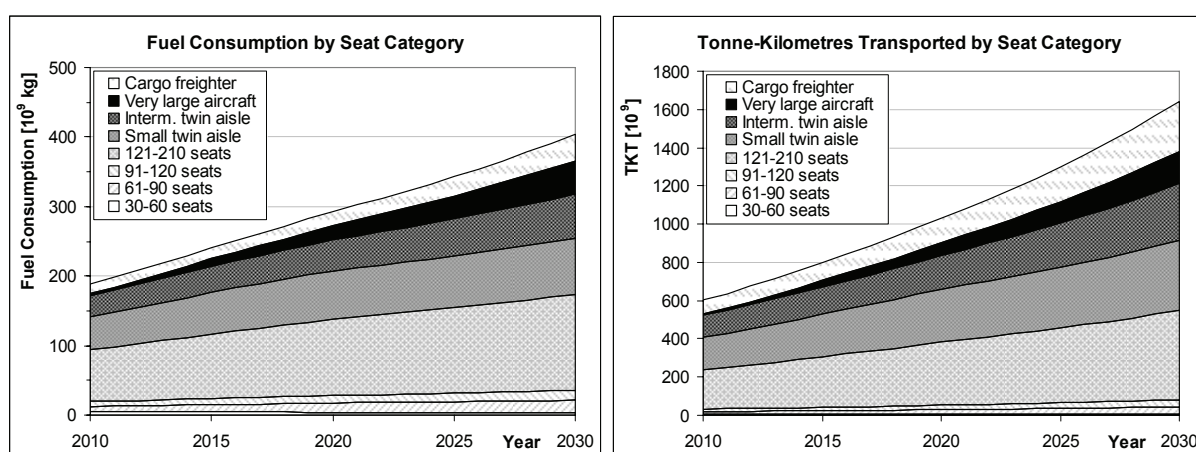 Fuel Consumption by Seat Category
Fuel Consumption [10⁹ kg]
500
400
300
200
100
0
Cargo freighter
Very large aircraft
Interm. twin aisle
Small twin aisle
121-210 seats
91-120 seats
61-90 seats
30-60 seats
2010
2015
2020
2025
Year
2030
Tonne-Kilometres Transported by Seat Category
TKT [10⁹]
1800
1600
1400
1200
1000
800
600
400
200
0
Cargo freighter
Very large aircraft
Interm. twin aisle
Small twin aisle
121-210 seats
91-120 seats
61-90 seats
30-60 seats
2010
2015
2020
2025
Year
2030